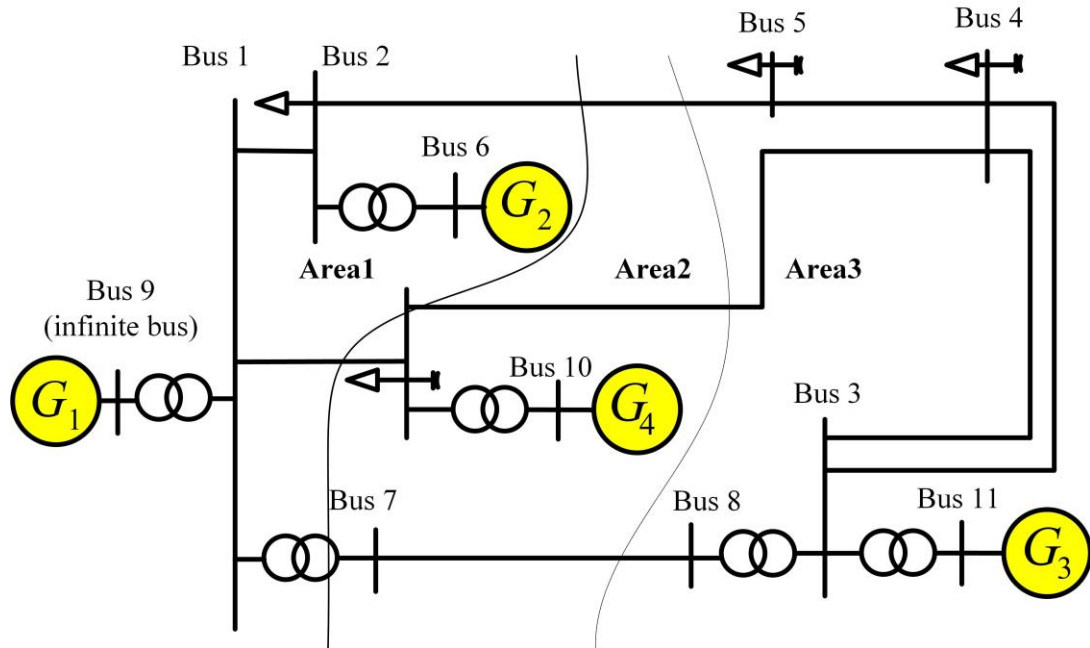 Bus 5
Bus 4
Bus 1
Bus 2
Bus 6
G2
Area1
Area2
Area3
Bus 9
(infinite bus)
G1
Bus 10
G4
Bus 3
Bus 7
Bus 8
Bus 11
G3